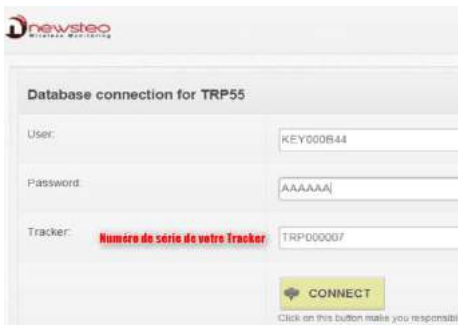 newsteo
Wireless Monitoring
Database connection for TRP55
User:
KEY000B44
Password:
AAAAAA
Tracker:
Numéro de série de votre Tracker
TRP000007
CONNECT
Click on this button make you responsibl